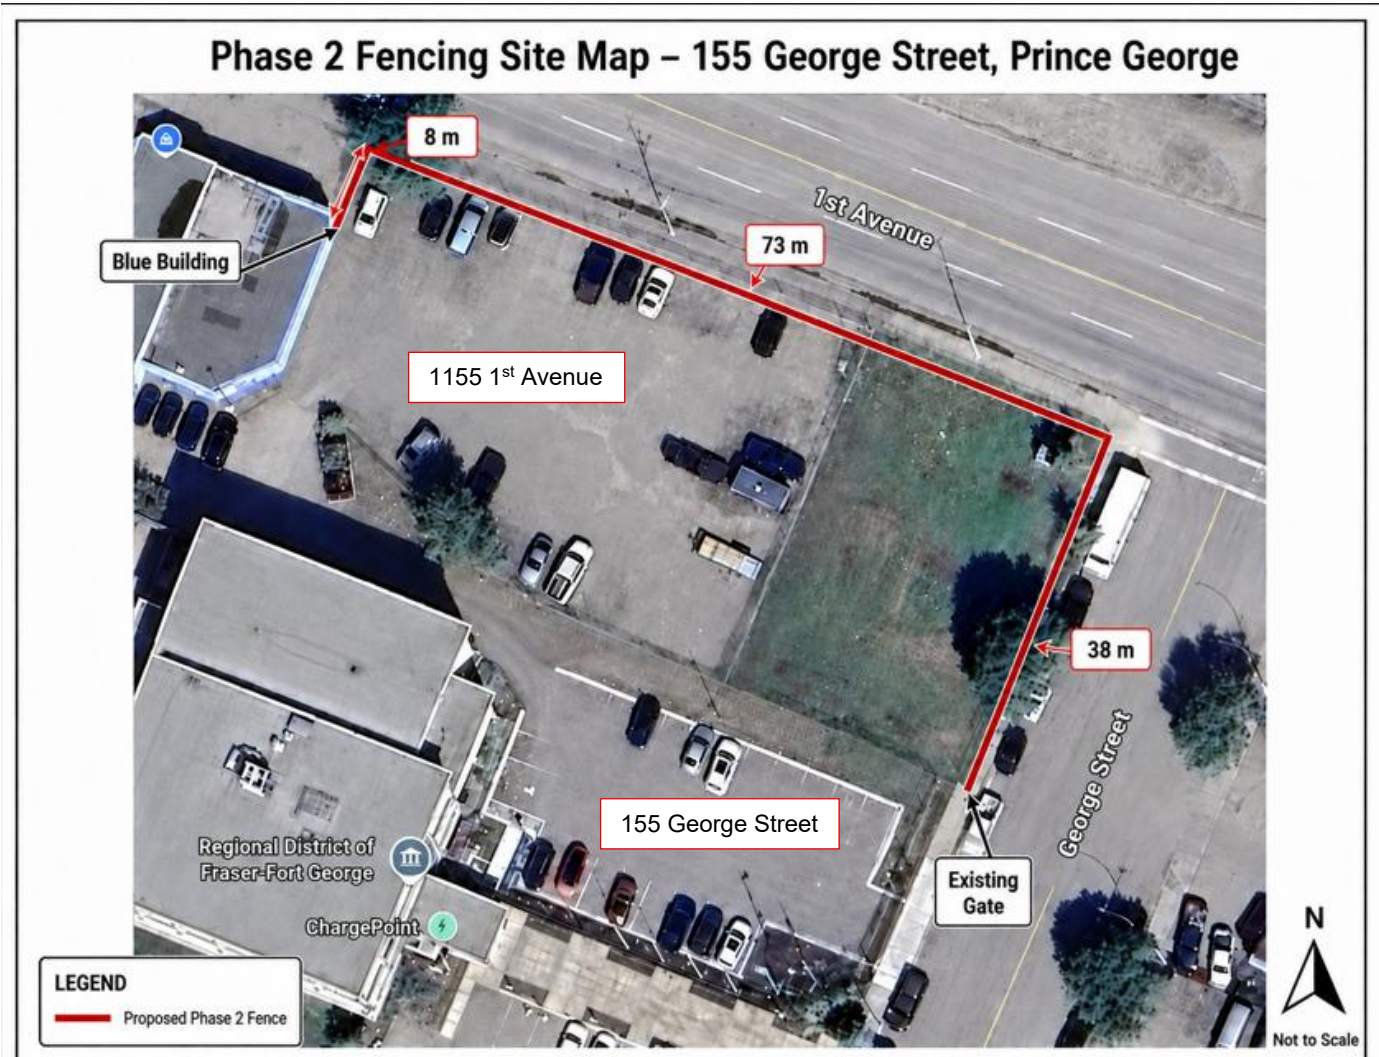 Phase 2 Fencing Site Map – 155 George Street, Prince George
8 m
1st Avenue
73 m
Blue Building
1155 1st Avenue
38 m
George Street
155 George Street
Regional District of
Fraser-Fort George
ChargePoint
Existing
Gate
LEGEND
Proposed Phase 2 Fence
N
Not to Scale